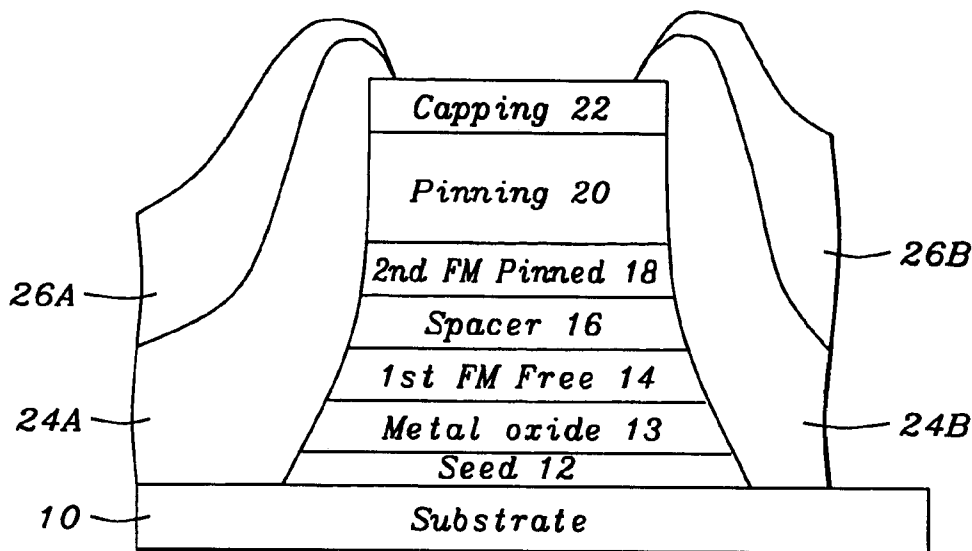 Capping 22
Pinning 20
2nd FM Pinned 18
26B
26A
Spacer 16
1st FM Free 14
24A
24B
Metal oxide 13
Seed 12
10
Substrate